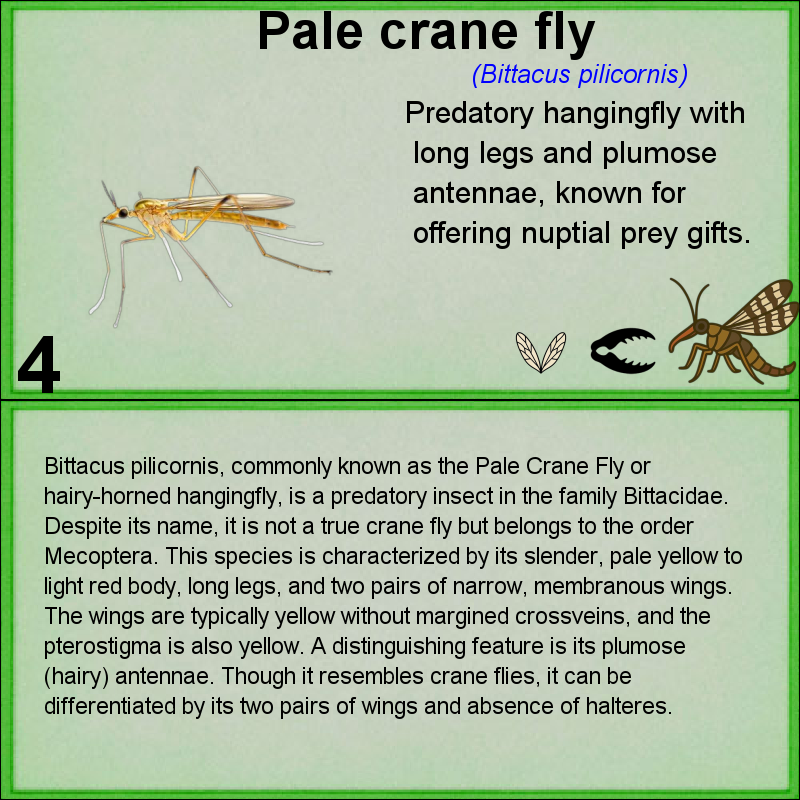 Pale crane fly
(Bittacus pilicornis)
Predatory hangingfly with
long legs and plumose
antennae, known for
offering nuptial prey gifts.
4
Bittacus pilicornis, commonly known as the Pale Crane Fly or
hairy-horned hangingfly, is a predatory insect in the family Bittacidae.
Despite its name, it is not a true crane fly but belongs to the order
Mecoptera. This species is characterized by its slender, pale yellow to
light red body, long legs, and two pairs of narrow, membranous wings.
The wings are typically yellow without margined crossveins, and the
pterostigma is also yellow. A distinguishing feature is its plumose
(hairy) antennae. Though it resembles crane flies, it can be
differentiated by its two pairs of wings and absence of halteres.